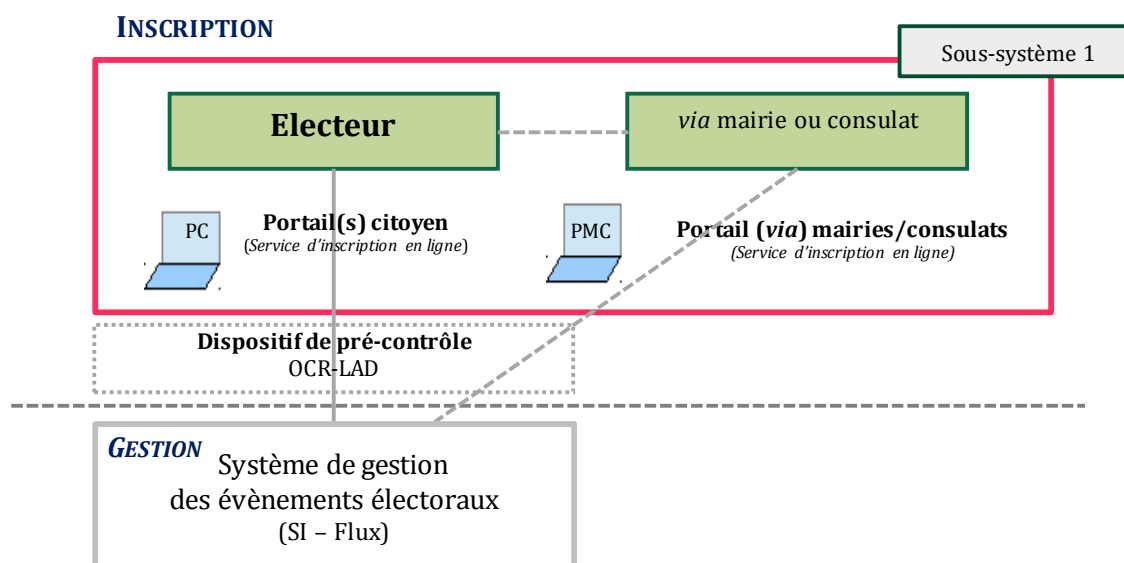 INSCRIPTION
Sous-système 1
Electeur
via mairie ou consulat
PC
Portail(s) citoyen
(Service d'inscription en ligne)
PMC
Portail (via) mairies/consulats
(Service d'inscription en ligne)
Dispositif de pré-contrôle
OCR-LAD
GESTION
Système de gestion
des évènements électoraux
(SI – Flux)